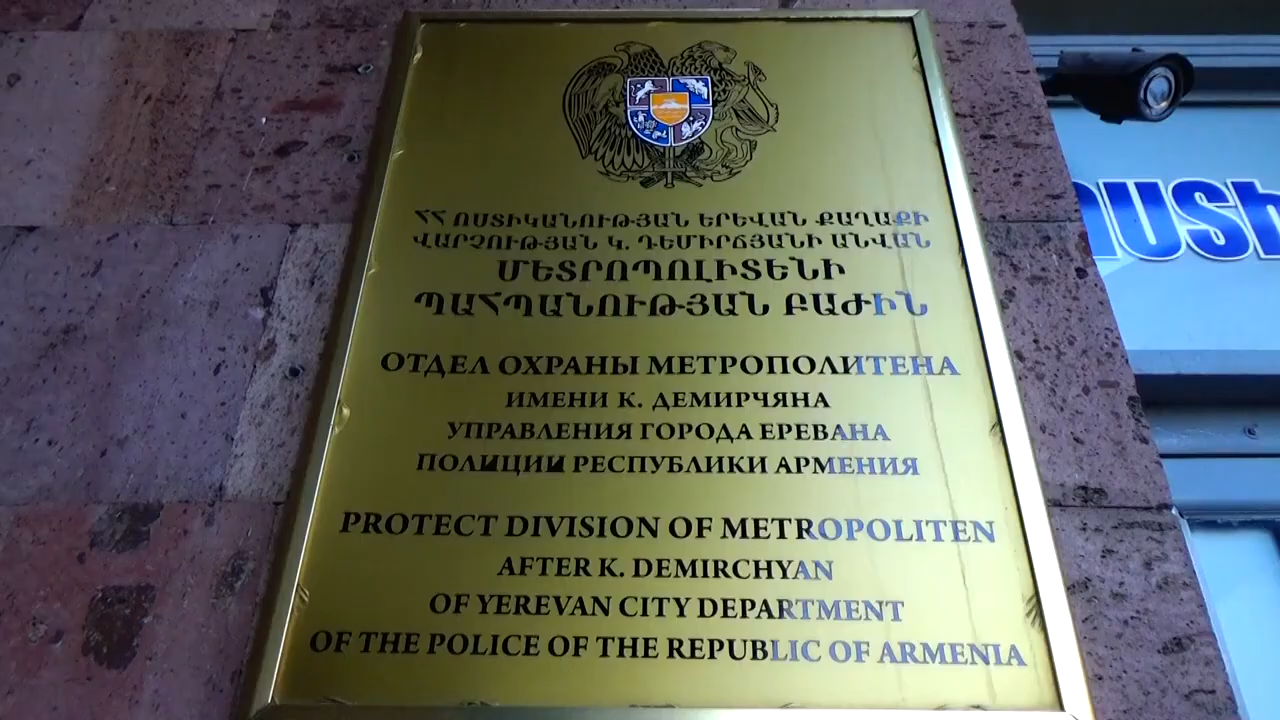 ՀՀ ՈՍՏԻԿԱՆՈՒԹՅԱՆ ԵՐԵՎԱՆ ՔԱՂԱՔԻ
ՎԱՐՉՈՒԹՅԱՆ Կ. ԴԵՄԻՐՃՅԱՆԻ ԱՆՎԱՆ
ՄԵՏՐՈՊՈԼԻՏԵՆԻ
ՊԱՀՊԱՆՈՒԹՅԱՆ ԲԱԺԻՆ
ОТДЕЛ ОХРАНЫ МЕТРОПОЛИТЕНА
ИМЕНИ К. ДЕМИРЧЯНА
УПРАВЛЕНИЯ ГОРОДА ЕРЕВАНА
ПОЛИЦИИ РЕСПУБЛИКИ АРМЕНИЯ
PROTECT DIVISION OF METROPOLITEN
AFTER K. DEMIRCHYAN
OF YEREVAN CITY DEPARTMENT
OF THE POLICE OF THE REPUBLIC OF ARMENIA